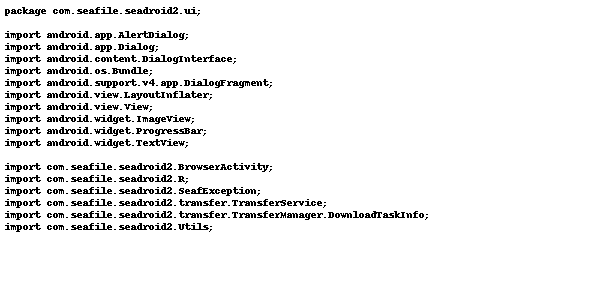 package com.seafile.seadroid2.ui;

import android.app.AlertDialog;
import android.app.Dialog;
import android.content.DialogInterface;
import android.os.Bundle;
import android.support.v4.app.DialogFragment;
import android.view.LayoutInflater;
import android.view.View;
import android.widget.ImageView;
import android.widget.ProgressBar;
import android.widget.TextView;

import com.seafile.seadroid2.BrowserActivity;
import com.seafile.seadroid2.R;
import com.seafile.seadroid2.SeafException;
import com.seafile.seadroid2.transfer.TransferService;
import com.seafile.seadroid2.transfer.TransferManager.DownloadTaskInfo;
import com.seafile.seadroid2.Utils;